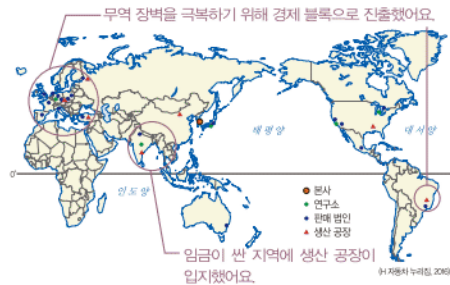 무역 장벽을 극복하기 위해 경제 블록으로 진출했어요.
태평양
대서양
0°
인도양
본사
연구소
판매 법인
생산 공장
임금이 싼 지역에 생산 공장이
입지했어요.
(H 자동차 누리집, 2016)